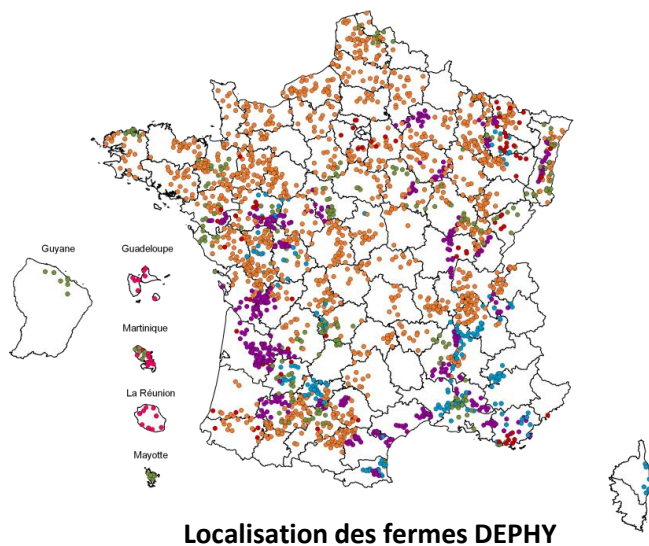 Guyane
Guadeloupe
Martinique
La Réunion
Mayotte
Localisation des fermes DEPHY